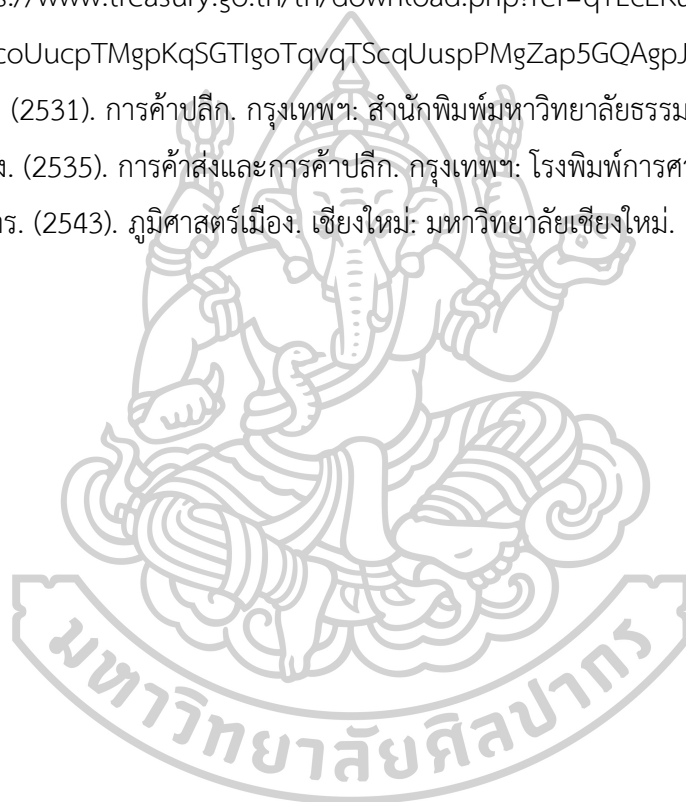 ://www.treasury.go.th/th/download.php?ref=
coUucpTMgpKqSGTIgoTqvqTScqUuspPMgZap5GQAgpJ
(2531). การค้าปลีก. กรุงเทพฯ: สำนักพิมพ์มหาวิทยาลัยธรรม
ง. (2535). การค้าส่งและการค้าปลีก. กรุงเทพฯ: โรงพิมพ์การศา
กร. (2543). ภูมิศาสตร์เมือง. เชียงใหม่: มหาวิทยาลัยเชียงใหม่.
มหาวิทยาลัยศิลปากร